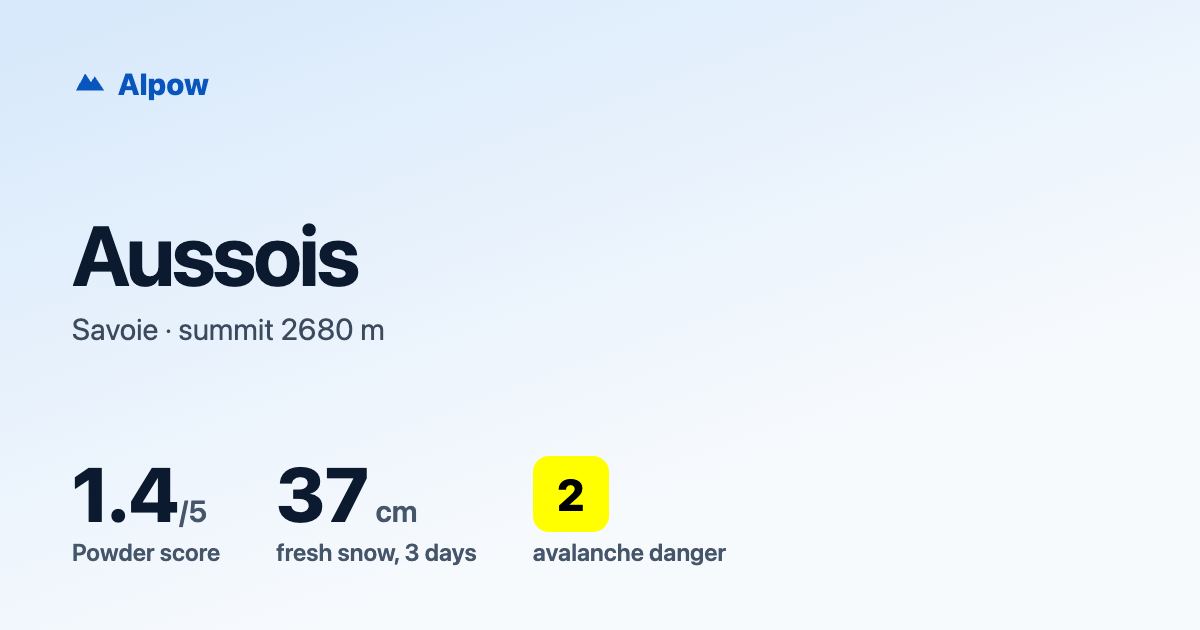 Alpow
Aussois
Savoie · summit 2680 m
1.4/5
Powder score
37 cm
fresh snow, 3 days
2
avalanche danger